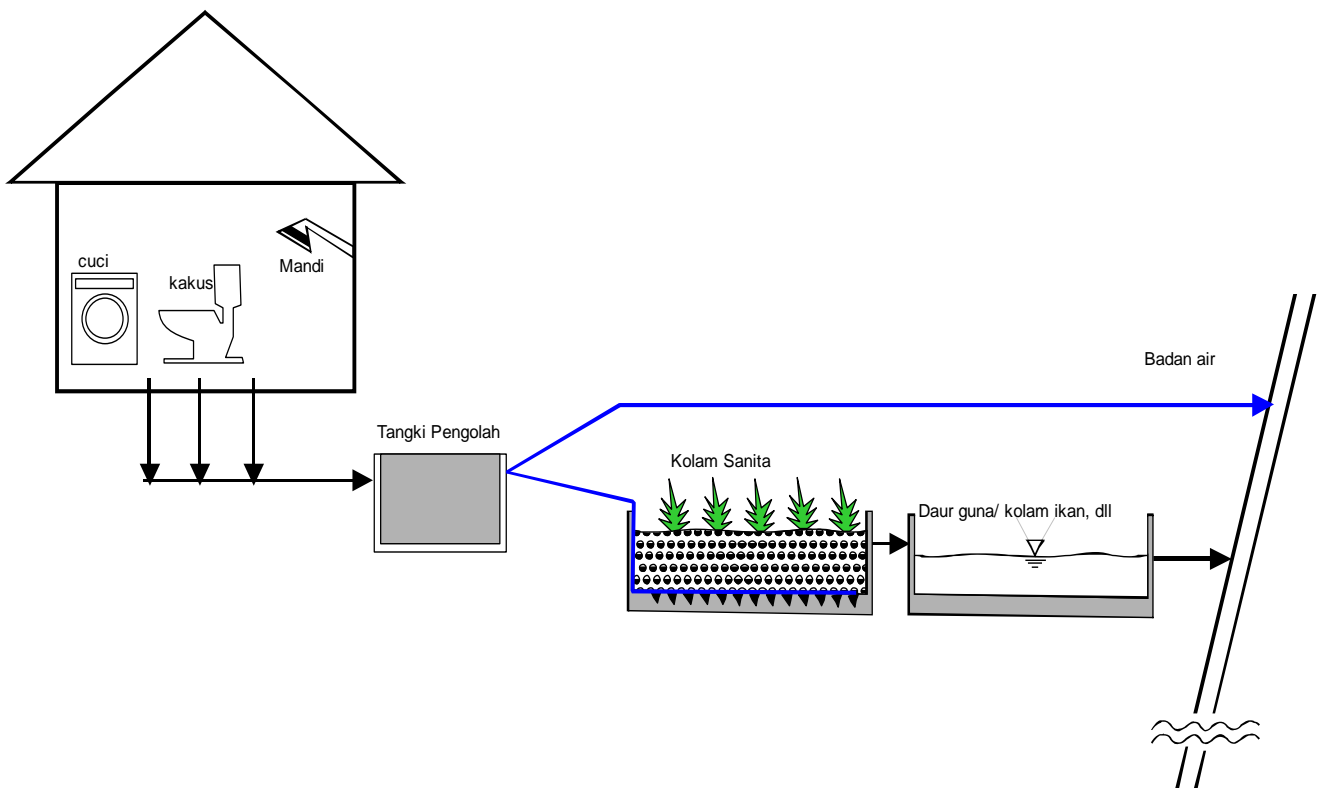 cuci
kakus
Mandi
Badan air
Tangki Pengolah
Kolam Sanita
Daur guna/ kolam ikan, dll